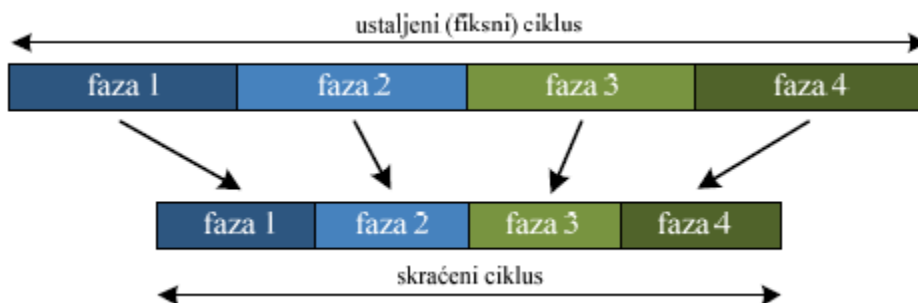 ustaljeni (fiksni) ciklus
faza 1 faza 2 faza 3 faza 4
faza 1 faza 2 faza 3 faza 4
skraćeni ciklus